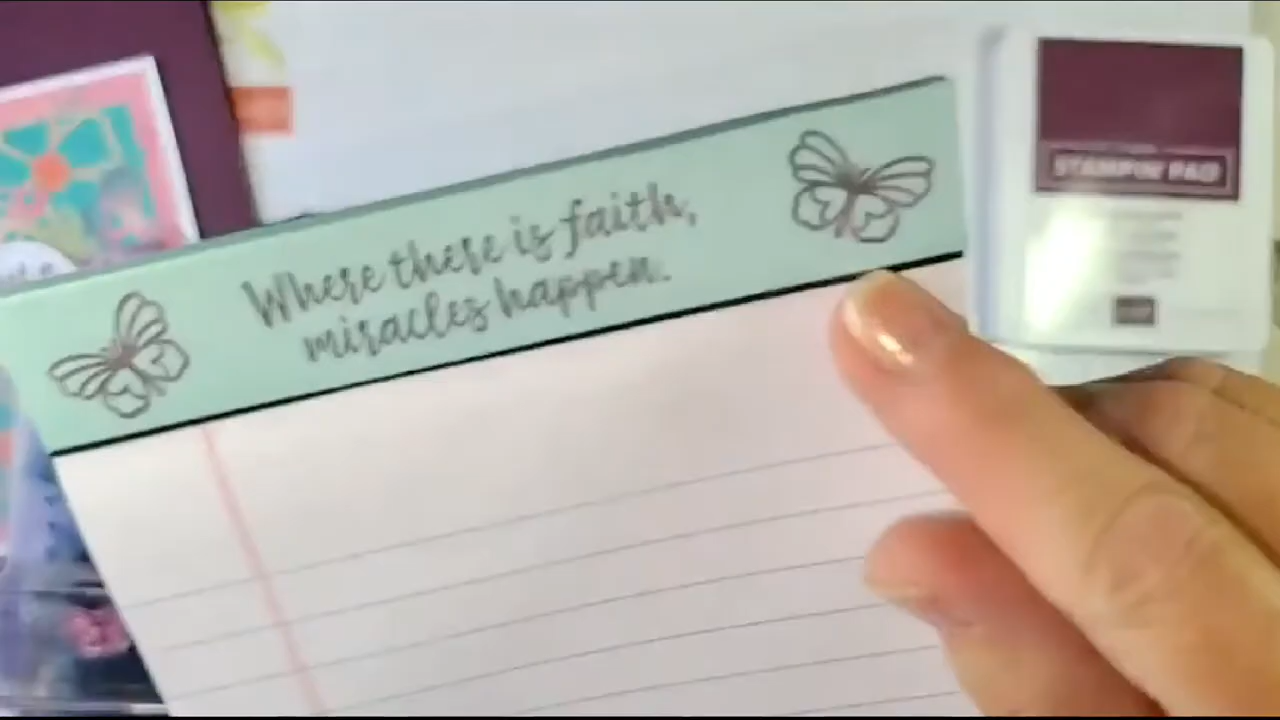 Where there is faith,
miracles happen.
STAMPIN' PAD